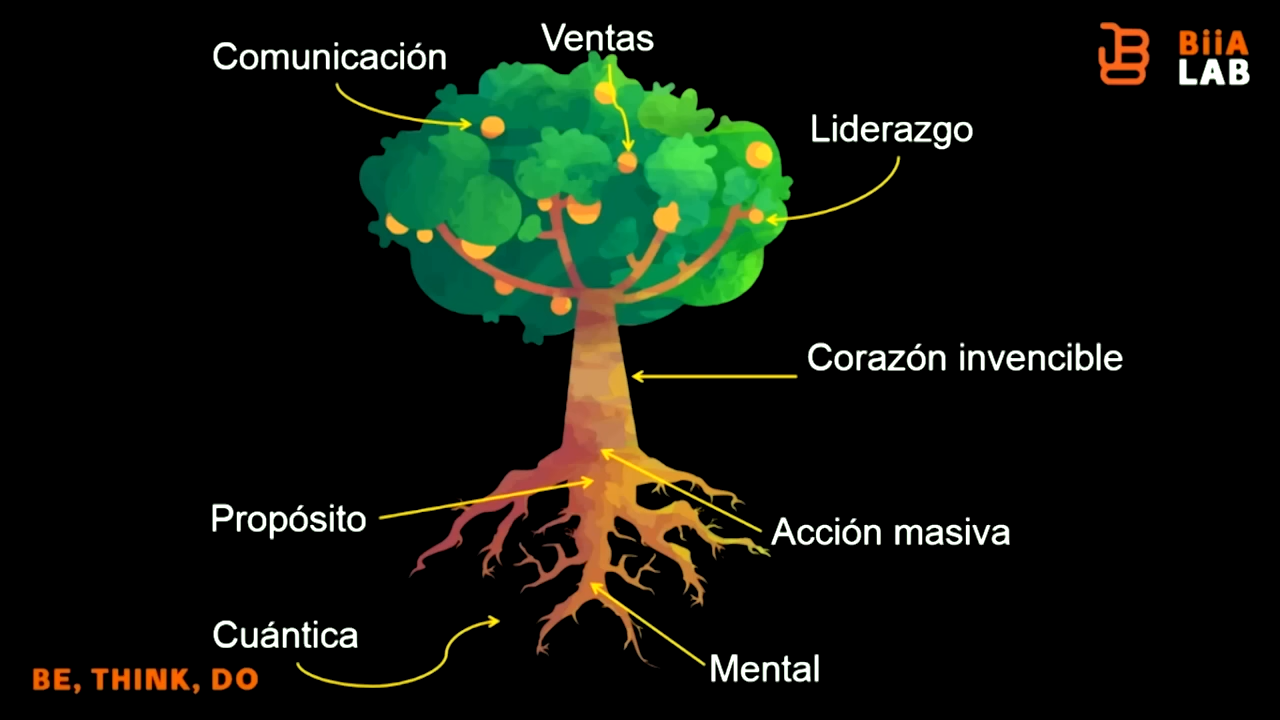 Ventas
Comunicación
BiiA
LAB
Liderazgo
Corazón invencible
Propósito
Acción masiva
Cuántica
Mental
BE, THINK, DO